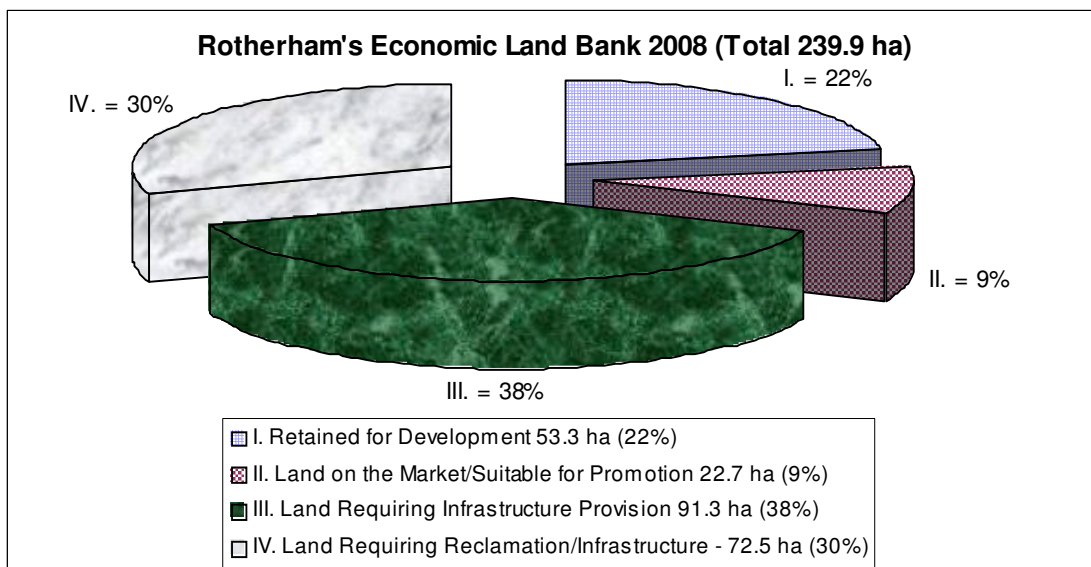 Rotherham's Economic Land Bank 2008 (Total 239.9 ha)
I. = 22%
IV. = 30%
II. = 9%
III. = 38%
I. Retained for Development 53.3 ha (22%)
II. Land on the Market/Suitable for Promotion 22.7 ha (9%)
III. Land Requiring Infrastructure Provision 91.3 ha (38%)
IV. Land Requiring Reclamation/Infrastructure - 72.5 ha (30%)